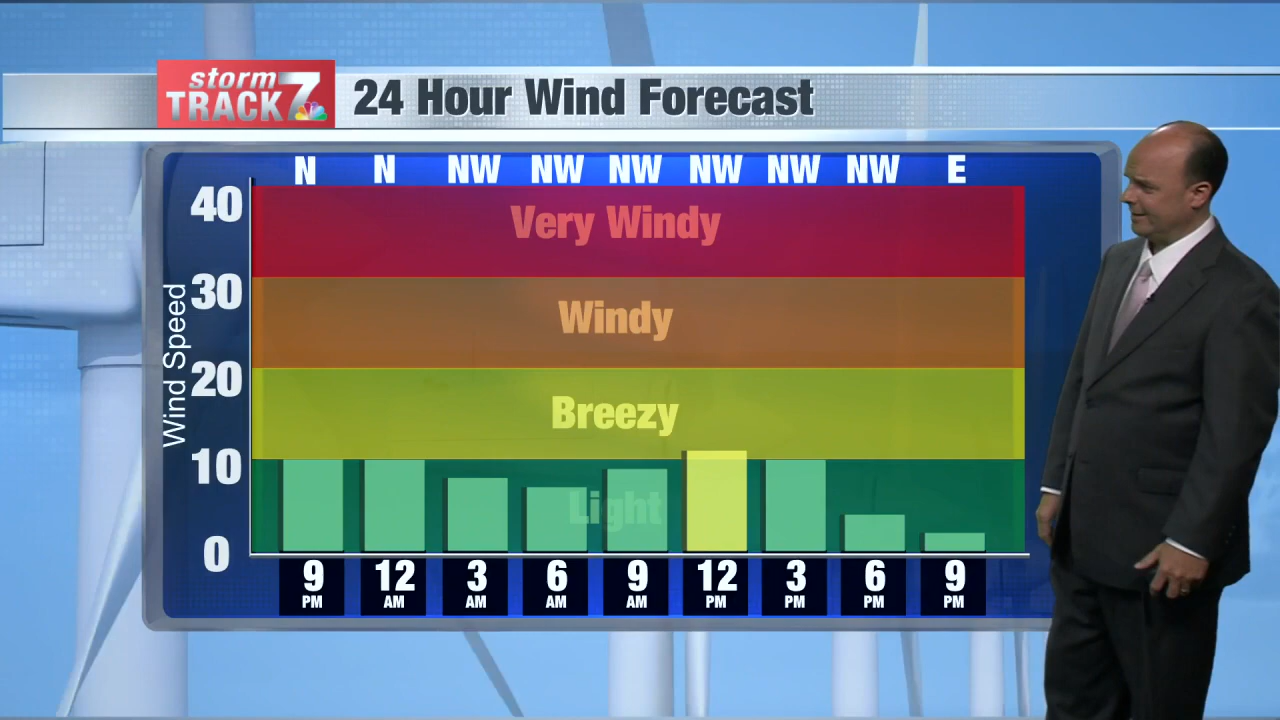 storm
TRACK 7
24 Hour Wind Forecast
N N NW NW NW NW NW NW E
40
30
20
10
0
Wind Speed
Very Windy
Windy
Breezy
Light
9 12 3 6 9 12 3 6 9
PM AM AM AM AM PM PM PM PM